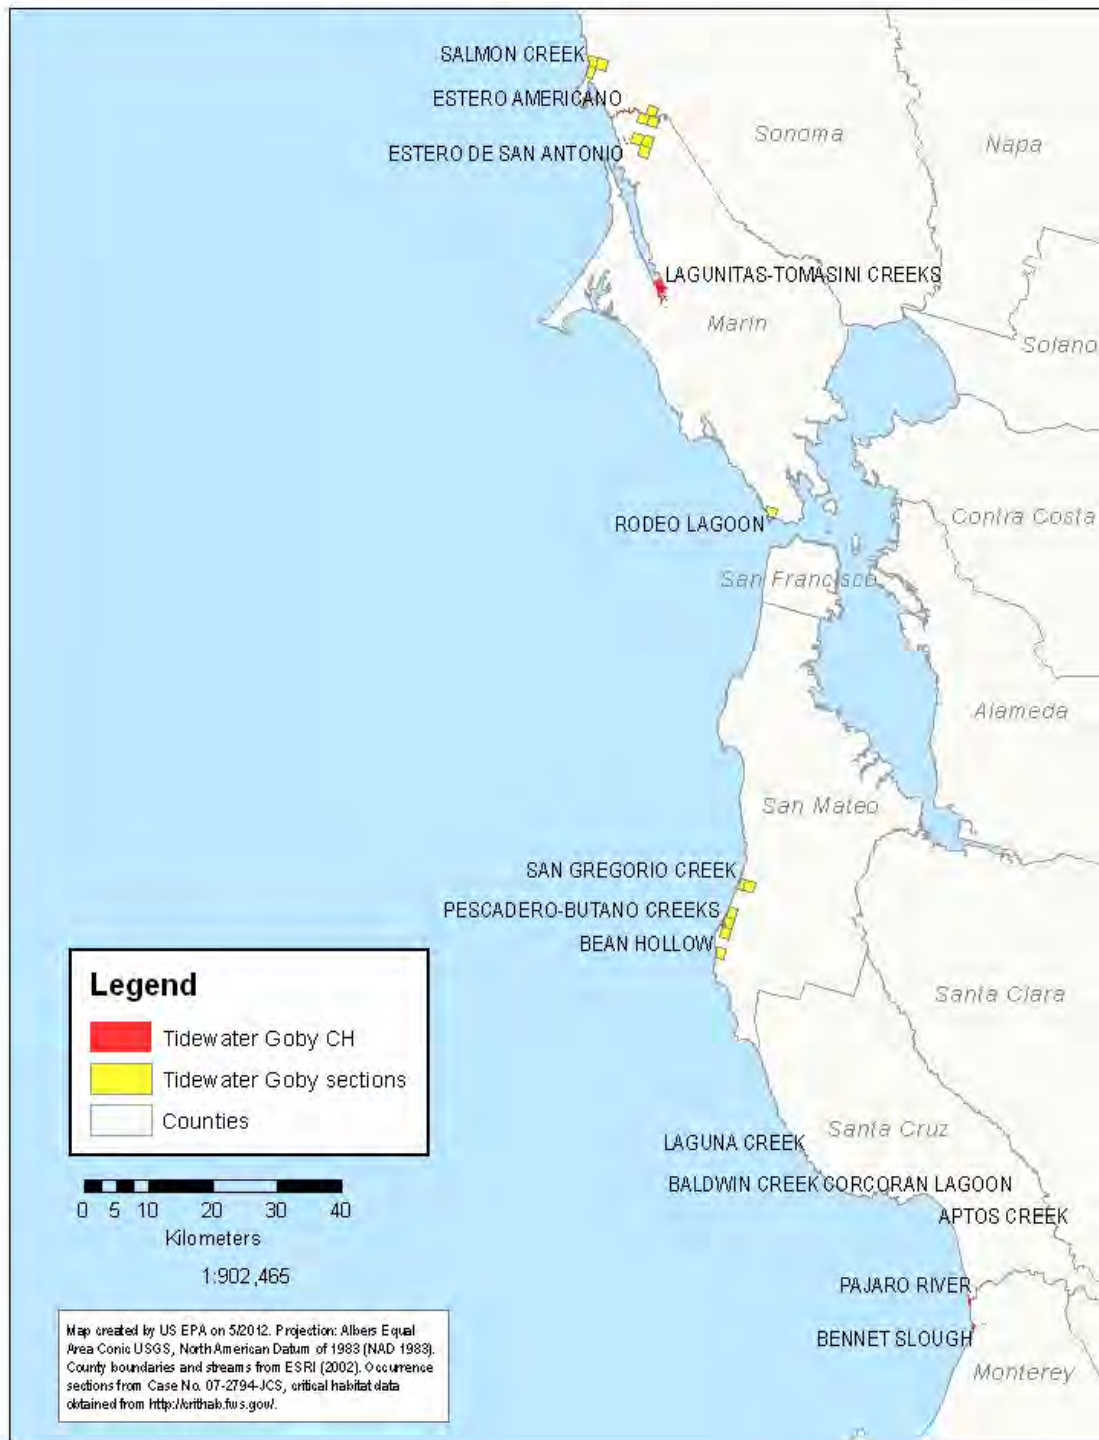 SALMON CREEK
ESTERO AMERICANO
Sonoma
Napa
ESTERO DE SAN ANTONIO
LAGUNITAS-TOMASINI CREEKS
Marin
Solano
RODEO LAGOON
Contra Costa
San Francisco
Alameda
San Mateo
SAN GREGORIO CREEK
PESCADERO-BUTANO CREEKS
BEAN HOLLOW
Santa Clara
Legend
Tidewater Goby CH
Tidewater Goby sections
Counties
Santa Cruz
LAGUNA CREEK
BALDWIN CREEK CORCORAN LAGOON
APTOS CREEK
PAJARO RIVER
BENNET SLOUGH
Monterey
0 5 10 20 30 40
Kilometers
1:902,465
Map created by US EPA on 5/2012. Projection: Albers Equal
Area Conic USGS, North American Datum of 1983 (NAD 1983).
County boundaries and streams from ESRI (2002). Occurrence
sections from Case No. 07-2794-JCS, critical habitat data
obtained from http://crithab.fws.gov/.